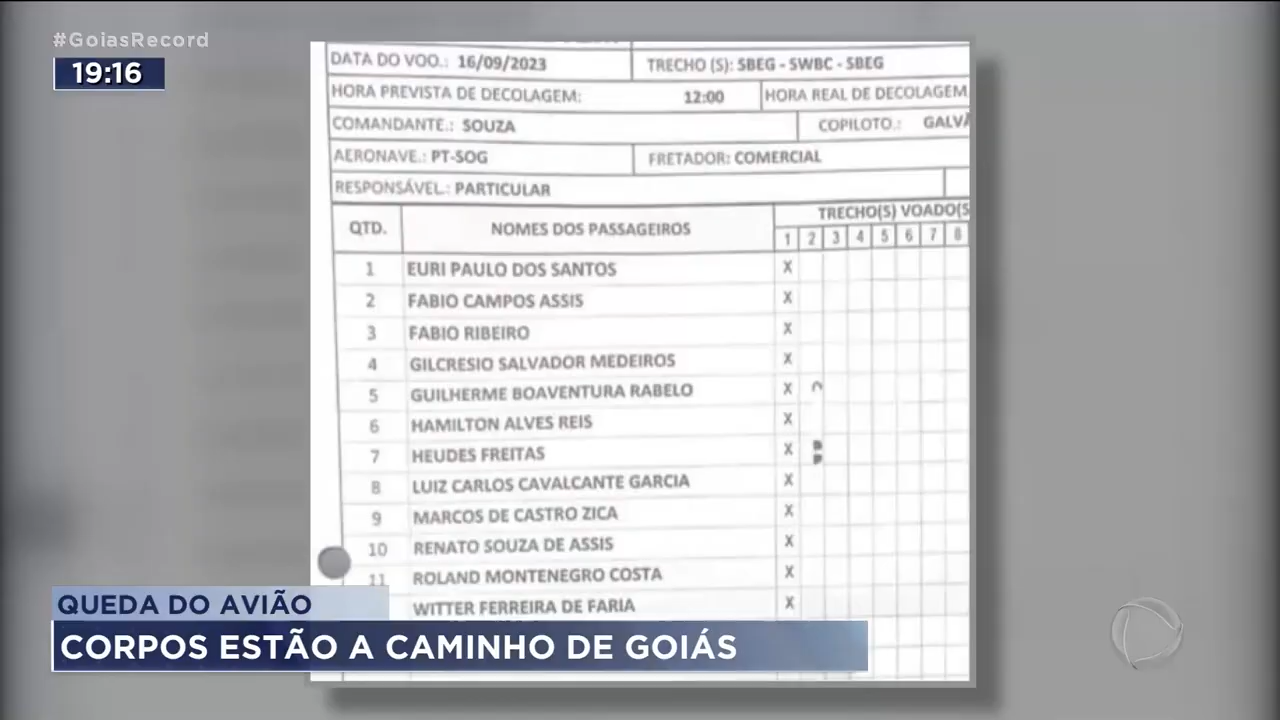 #GoiasRecord
19:16
DATA DO VOO.: 16/09/2023 TRECHO (S): SBEG - SWBC - SBEG
HORA PREVISTA DE DECOLAGEM: 12:00 HORA REAL DE DECOLAGEM
COMANDANTE.: SOUZA COPILOTO.: GALVÃ
AERONAVE.: PT-SOG FRETADOR: COMERCIAL
RESPONSÁVEL.: PARTICULAR
QTD. NOMES DOS PASSAGEIROS TRECHO(S) VOADO(S
1 2 3 4 5 6 7 8
1 EURI PAULO DOS SANTOS X
2 FABIO CAMPOS ASSIS X
3 FABIO RIBEIRO X
4 GILCRESIO SALVADOR MEDEIROS X
5 GUILHERME BOAVENTURA RABELO X
6 HAMILTON ALVES REIS X
7 HEUDES FREITAS X
8 LUIZ CARLOS CAVALCANTE GARCIA X
9 MARCOS DE CASTRO ZICA X
10 RENATO SOUZA DE ASSIS X
11 ROLAND MONTENEGRO COSTA X
WITTER FERREIRA DE FARIA X
QUEDA DO AVIÃO
CORPOS ESTÃO A CAMINHO DE GOIÁS